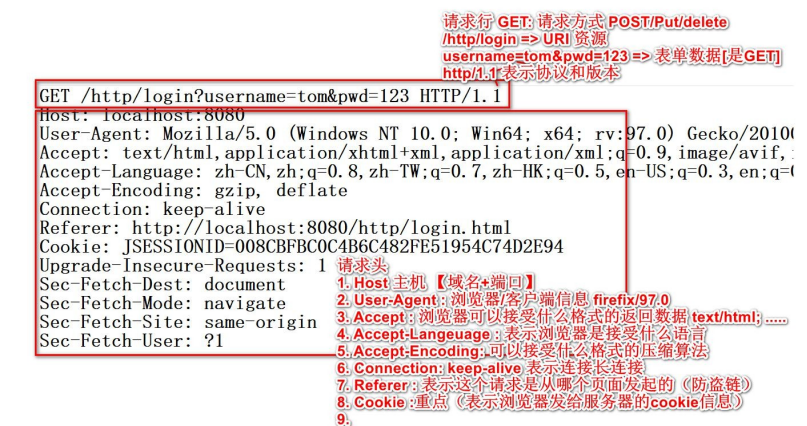 请求行 GET: 请求方式 POST/Put/delete
/http/login => URI 资源
username=tom&pwd=123 => 表单数据[是GET]
http/1.1 表示协议和版本
GET /http/login?username=tom&pwd=123 HTTP/1.1
Host: localhost:8080
User-Agent: Mozilla/5.0 (Windows NT 10.0; Win64; x64; rv:97.0) Gecko/2010
Accept: text/html,application/xhtml+xml,application/xml;q=0.9,image/avif,
Accept-Language: zh-CN,zh;q=0.8,zh-TW;q=0.7,zh-HK;q=0.5,en-US;q=0.3,en;q=
Accept-Encoding: gzip, deflate
Connection: keep-alive
Referer: http://localhost:8080/http/login.html
Cookie: JSESSIONID=008CBFBC0C4B6C482FE51954C74D2E94
Upgrade-Insecure-Requests: 1
Sec-Fetch-Dest: document
Sec-Fetch-Mode: navigate
Sec-Fetch-Site: same-origin
Sec-Fetch-User: ?1
请求头
1. Host 主机 【域名+端口】
2. User-Agent : 浏览器/客户端信息 firefix/97.0
3. Accept : 浏览器可以接受什么格式的返回数据 text/html; .....
4. Accept-Langeuage : 表示浏览器是接受什么语言
5. Accept-Encoding: 可以接受什么格式的压缩算法
6. Connection: keep-alive 表示连接长连接
7. Referer : 表示这个请求是从哪个页面发起的（防盗链）
8. Cookie :重点（表示浏览器发给服务器的cookie信息）
9.